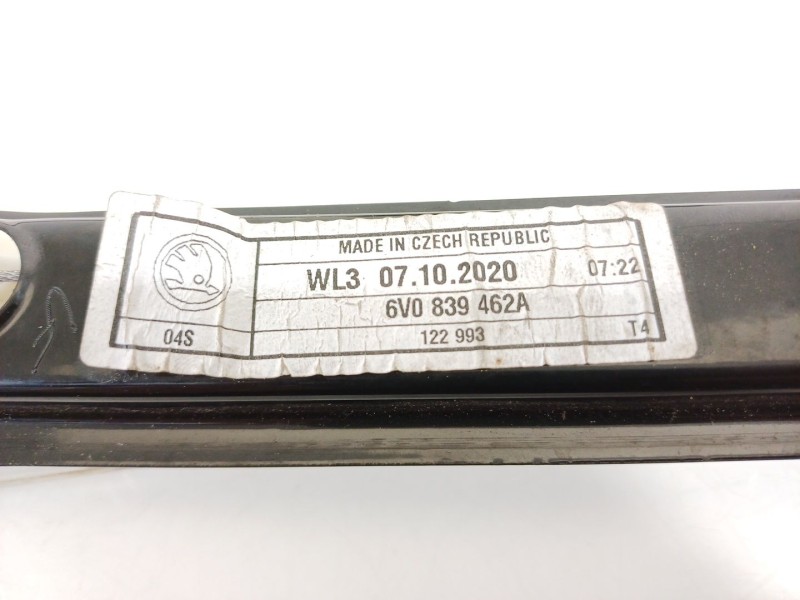 MADE IN CZECH REPUBLIC
WL3 07.10.2020 07:22
6V0 839 462A
04S 122 993 T4